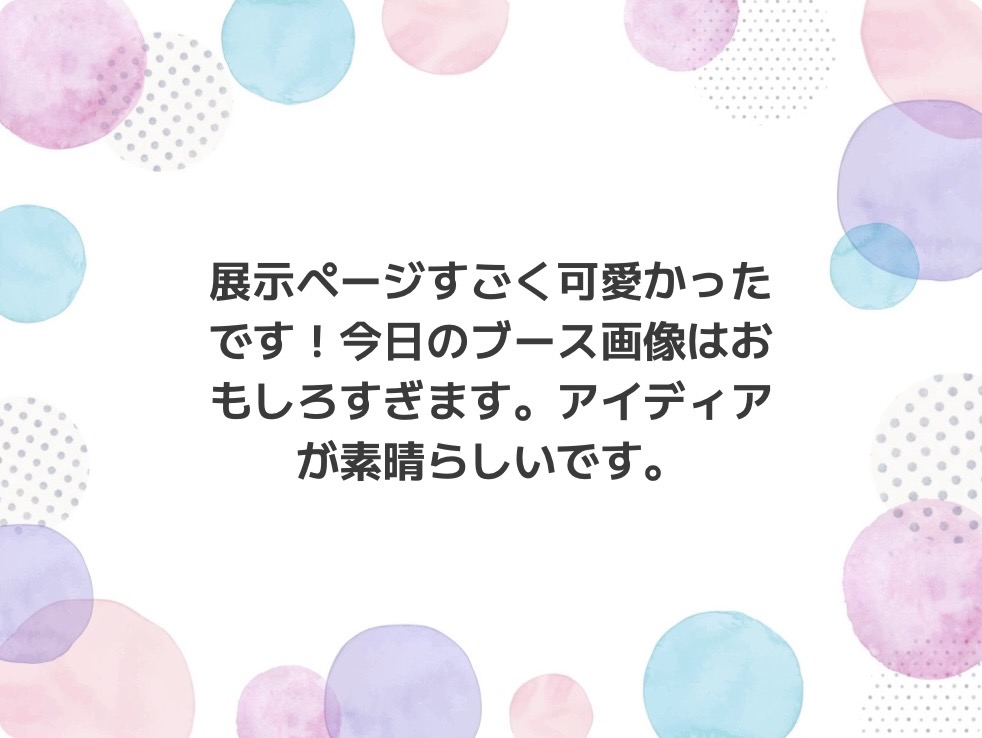 展示ページすごく可愛かった
です！今日のブース画像はお
もしろすぎます。アイディア
が素晴らしいです。